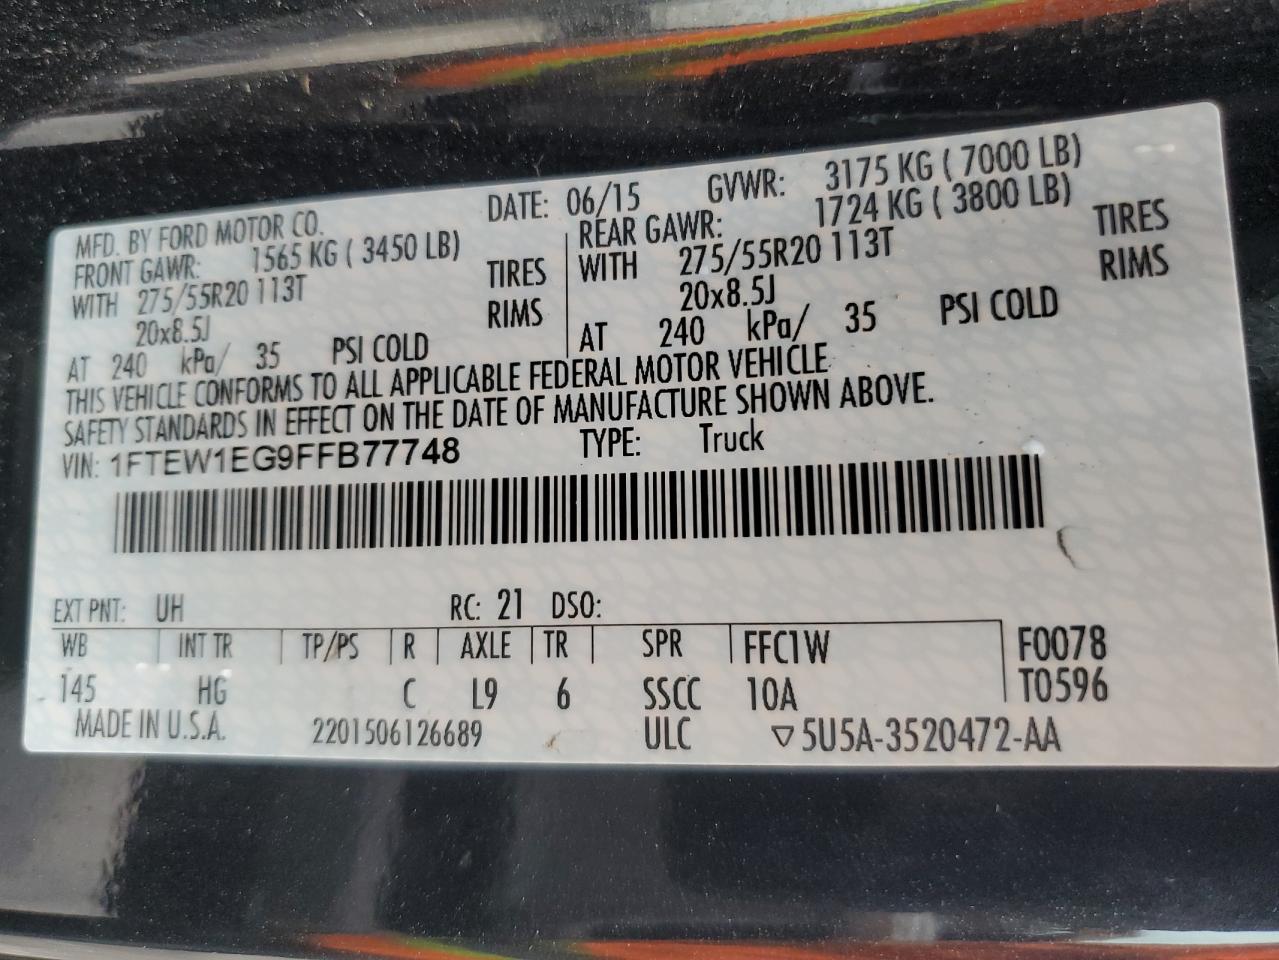 MFD. BY FORD MOTOR CO. DATE: 06/15 GVWR: 3175 KG ( 7000 LB)
FRONT GAWR: 1565 KG ( 3450 LB) REAR GAWR: 1724 KG ( 3800 LB)
WITH 275/55R20 113T TIRES WITH 275/55R20 113T TIRES
20x8.5J RIMS 20x8.5J RIMS
AT 240 kPa/ 35 PSI COLD AT 240 kPa/ 35 PSI COLD
THIS VEHICLE CONFORMS TO ALL APPLICABLE FEDERAL MOTOR VEHICLE
SAFETY STANDARDS IN EFFECT ON THE DATE OF MANUFACTURE SHOWN ABOVE.
VIN: 1FTEW1EG9FFB77748 TYPE: Truck
EXT PNT: UH RC: 21 DSO:
WB INT TR TP/PS R AXLE TR SPR FFC1W F0078
145 HG C L9 6 SSCC 10A T0596
MADE IN U.S.A. 2201506126689 ULC ▽5U5A-3520472-AA